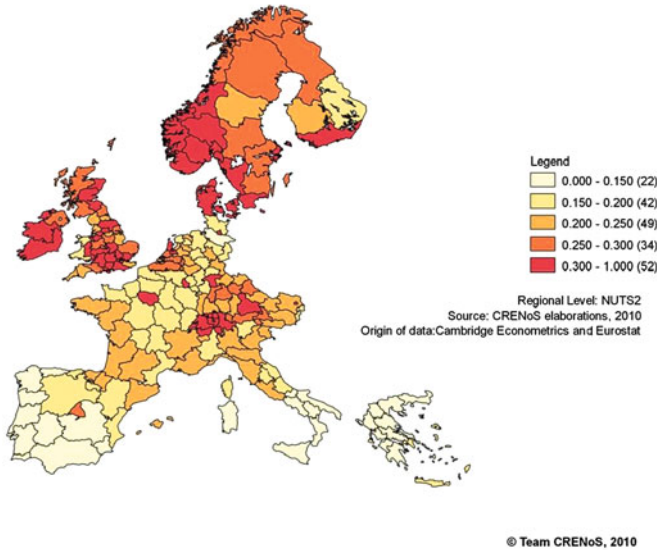 Legend
0.000 - 0.150 (22)
0.150 - 0.200 (42)
0.200 - 0.250 (49)
0.250 - 0.300 (34)
0.300 - 1.000 (52)
Regional Level: NUTS2
Source: CRENoS elaborations, 2010
Origin of data:Cambridge Econometrics and Eurostat
© Team CRENoS, 2010